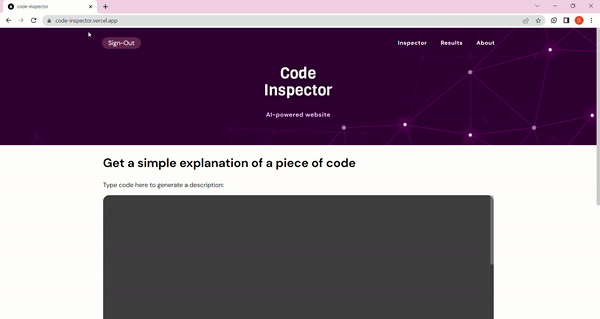 code-inspector
code-inspector.vercel.app
Sign-Out
Inspector Results About
Code
Inspector
AI-powered website
Get a simple explanation of a piece of code
Type code here to generate a description: